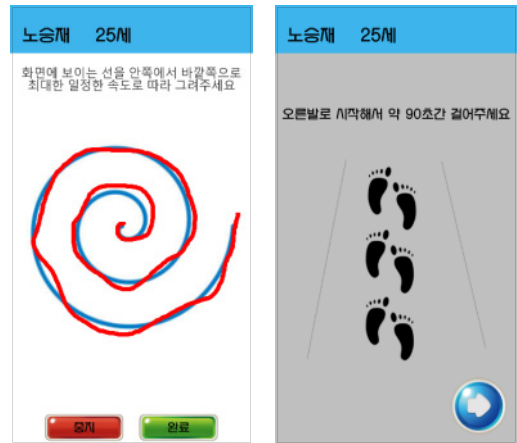 노승재 25세
화면에 보이는 선을 안쪽에서 바깥쪽으로
최대한 일정한 속도로 따라 그려주세요
중지
완료
노승재 25세
오른발로 시작해서 약 90초간 걸어주세요